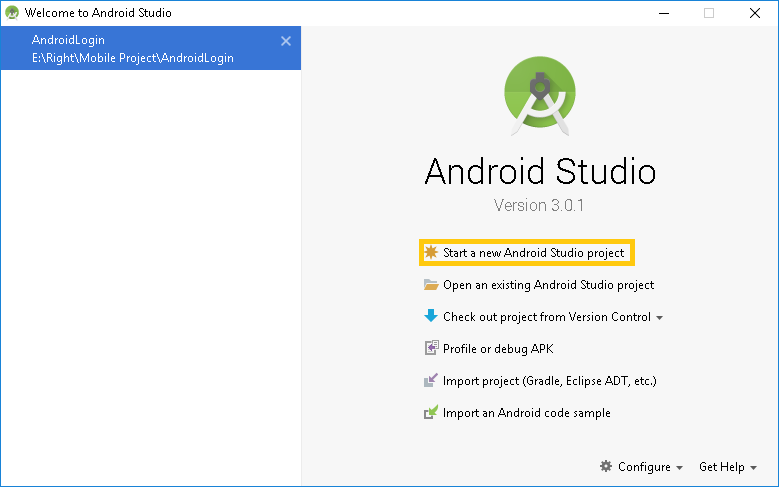 Welcome to Android Studio
AndroidLogin
E:\Right\Mobile Project\AndroidLogin
Android Studio
Version 3.0.1
Start a new Android Studio project
Open an existing Android Studio project
Check out project from Version Control
Profile or debug APK
Import project (Gradle, Eclipse ADT, etc.)
Import an Android code sample
Configure
Get Help